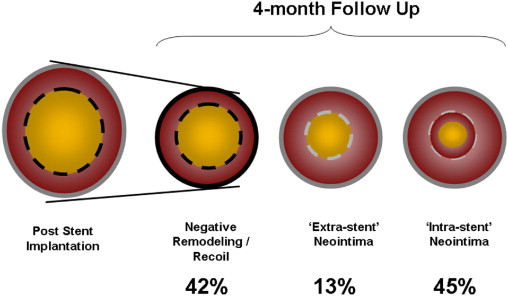 4-month Follow Up
Post Stent
Implantation
Negative
Remodeling /
Recoil
‘Extra-stent’
Neointima
‘Intra-stent’
Neointima
42%
13%
45%